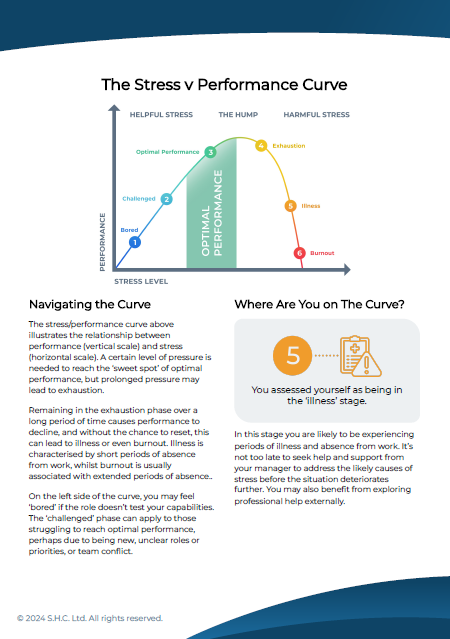 The Stress v Performance Curve
HELPFUL STRESS THE HUMP HARMFUL STRESS
Optimal Performance 3
4 Exhaustion
Challenged 2
5 Illness
Bored
1
6 Burnout
OPTIMAL
PERFORMANCE
PERFORMANCE
STRESS LEVEL
Navigating the Curve
The stress/performance curve above
illustrates the relationship between
performance (vertical scale) and stress
(horizontal scale). A certain level of pressure is
needed to reach the 'sweet spot' of optimal
performance, but prolonged pressure may
lead to exhaustion.
Remaining in the exhaustion phase over a
long period of time causes performance to
decline, and without the chance to reset, this
can lead to illness or even burnout. Illness is
characterised by short periods of absence
from work, whilst burnout is usually
associated with extended periods of absence..
On the left side of the curve, you may feel
'bored' if the role doesn't test your capabilities.
The 'challenged' phase can apply to those
struggling to reach optimal performance,
perhaps due to being new, unclear roles or
priorities, or team conflict.
Where Are You on The Curve?
5
You assessed yourself as being in
the 'illness' stage.
In this stage you are likely to be experiencing
periods of illness and absence from work. It's
not too late to seek help and support from
your manager to address the likely causes of
stress before the situation deteriorates
further. You may also benefit from exploring
professional help externally.
© 2024 S.H.C. Ltd. All rights reserved.